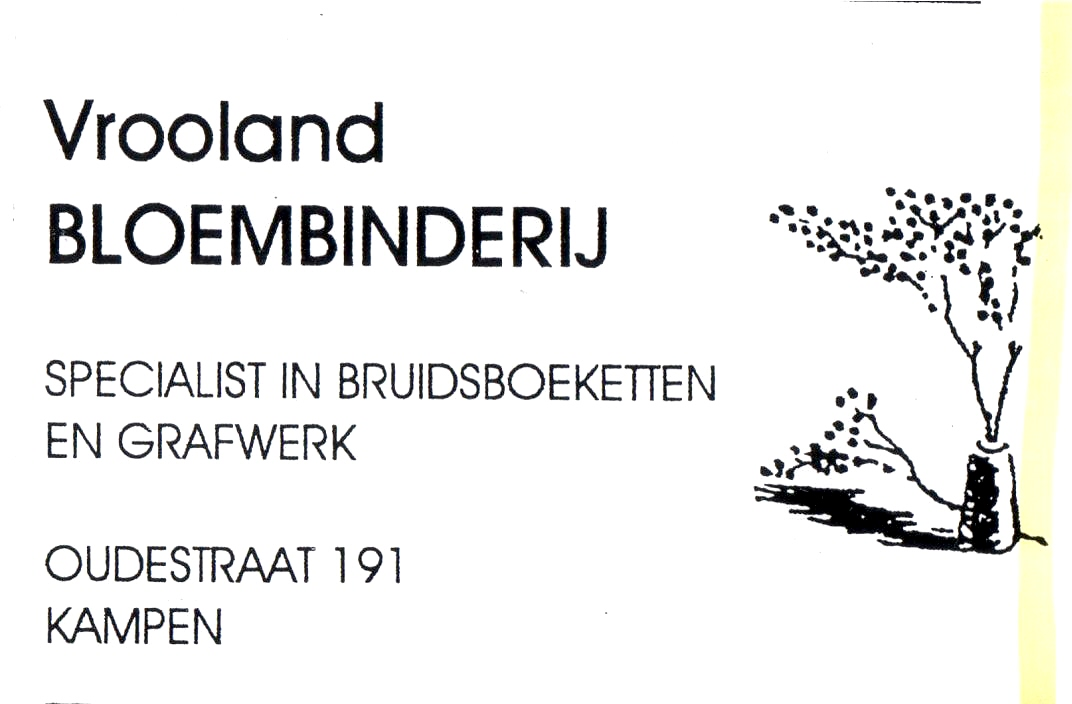 Vrooland
BLOEMBINDERIJ
SPECIALIST IN BRUIDSBOEKETTEN
EN GRAFWERK
OUDESTRAAT 191
KAMPEN